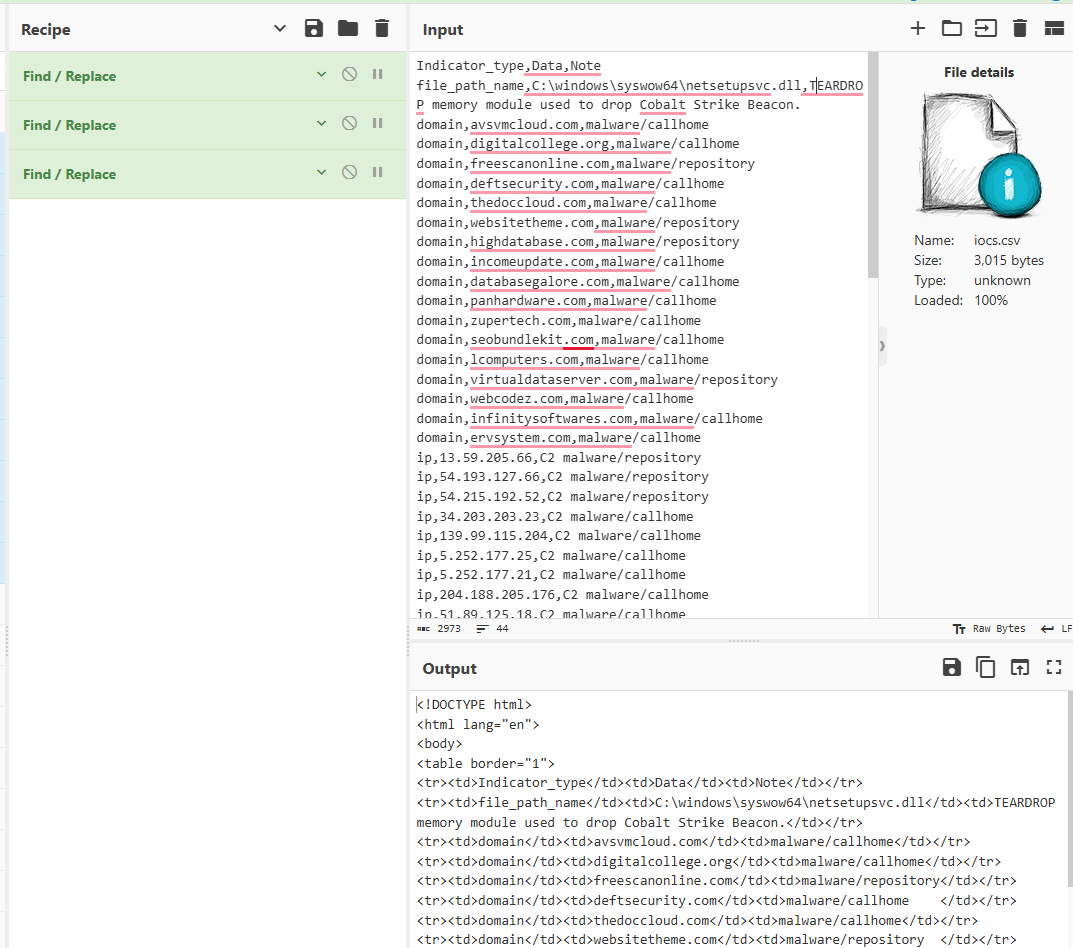 Recipe
Find / Replace
Find / Replace
Find / Replace
Input
Indicator_type,Data,Note
file_path_name,C:\windows\syswow64\netsetupsvc.dll,TEARDRO
P memory module used to drop Cobalt Strike Beacon.
domain,avsvmcloud.com,malware/callhome
domain,digitalcollege.org,malware/callhome
domain,freescanonline.com,malware/repository
domain,deftsecurity.com,malware/callhome
domain,thedoccloud.com,malware/callhome
domain,websitetheme.com,malware/repository
domain,highdatabase.com,malware/repository
domain,incomeupdate.com,malware/callhome
domain,databasegalore.com,malware/callhome
domain,panhardware.com,malware/callhome
domain,zupertech.com,malware/callhome
domain,seobundlekit.com,malware/callhome
domain,lcomputers.com,malware/callhome
domain,virtualdataserver.com,malware/repository
domain,webcodez.com,malware/callhome
domain,infinitysoftwares.com,malware/callhome
domain,ervsystem.com,malware/callhome
ip,13.59.205.66,C2 malware/repository
ip,54.193.127.66,C2 malware/repository
ip,54.215.192.52,C2 malware/repository
ip,34.203.203.23,C2 malware/callhome
ip,139.99.115.204,C2 malware/callhome
ip,5.252.177.25,C2 malware/callhome
ip,5.252.177.21,C2 malware/callhome
ip,204.188.205.176,C2 malware/callhome
ip,51.89.125.18,C2 malware/callhome
File details
Name: iocs.csv
Size: 3,015 bytes
Type: unknown
Loaded: 100%
ABC 2973 44
Tт Raw Bytes LF
Output
<!DOCTYPE html>
<html lang="en">
<body>
<table border="1">
<tr><td>Indicator_type</td><td>Data</td><td>Note</td></tr>
<tr><td>file_path_name</td><td>C:\windows\syswow64\netsetupsvc.dll</td><td>TEARDROP
memory module used to drop Cobalt Strike Beacon.</td></tr>
<tr><td>domain</td><td>avsvmcloud.com</td><td>malware/callhome</td></tr>
<tr><td>domain</td><td>digitalcollege.org</td><td>malware/callhome</td></tr>
<tr><td>domain</td><td>freescanonline.com</td><td>malware/repository</td></tr>
<tr><td>domain</td><td>deftsecurity.com</td><td>malware/callhome    </td></tr>
<tr><td>domain</td><td>thedoccloud.com</td><td>malware/callhome</td></tr>
<tr><td>domain</td><td>websitetheme.com</td><td>malware/repository  </td></tr>